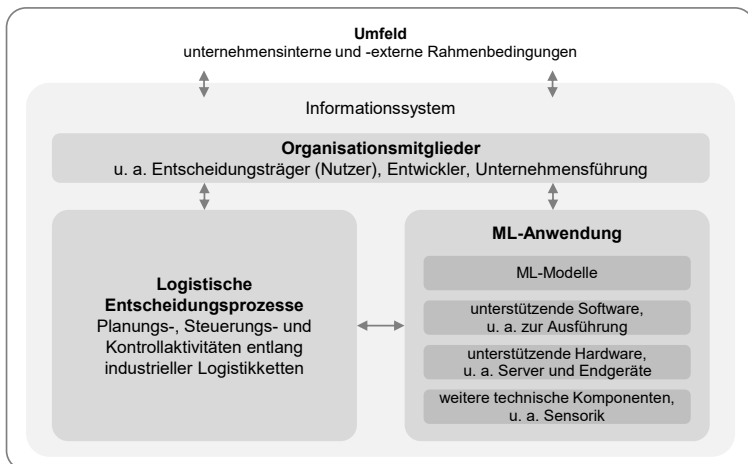 Umfeld
unternehmensinterne und -externe Rahmenbedingungen
Informationssystem
Organisationsmitglieder
u. a. Entscheidungsträger (Nutzer), Entwickler, Unternehmensführung
Logistische
Entscheidungsprozesse
Planungs-, Steuerungs- und
Kontrollaktivitäten entlang
industrieller Logistikketten
ML-Anwendung
ML-Modelle
unterstützende Software,
u. a. zur Ausführung
unterstützende Hardware,
u. a. Server und Endgeräte
weitere technische Komponenten,
u. a. Sensorik